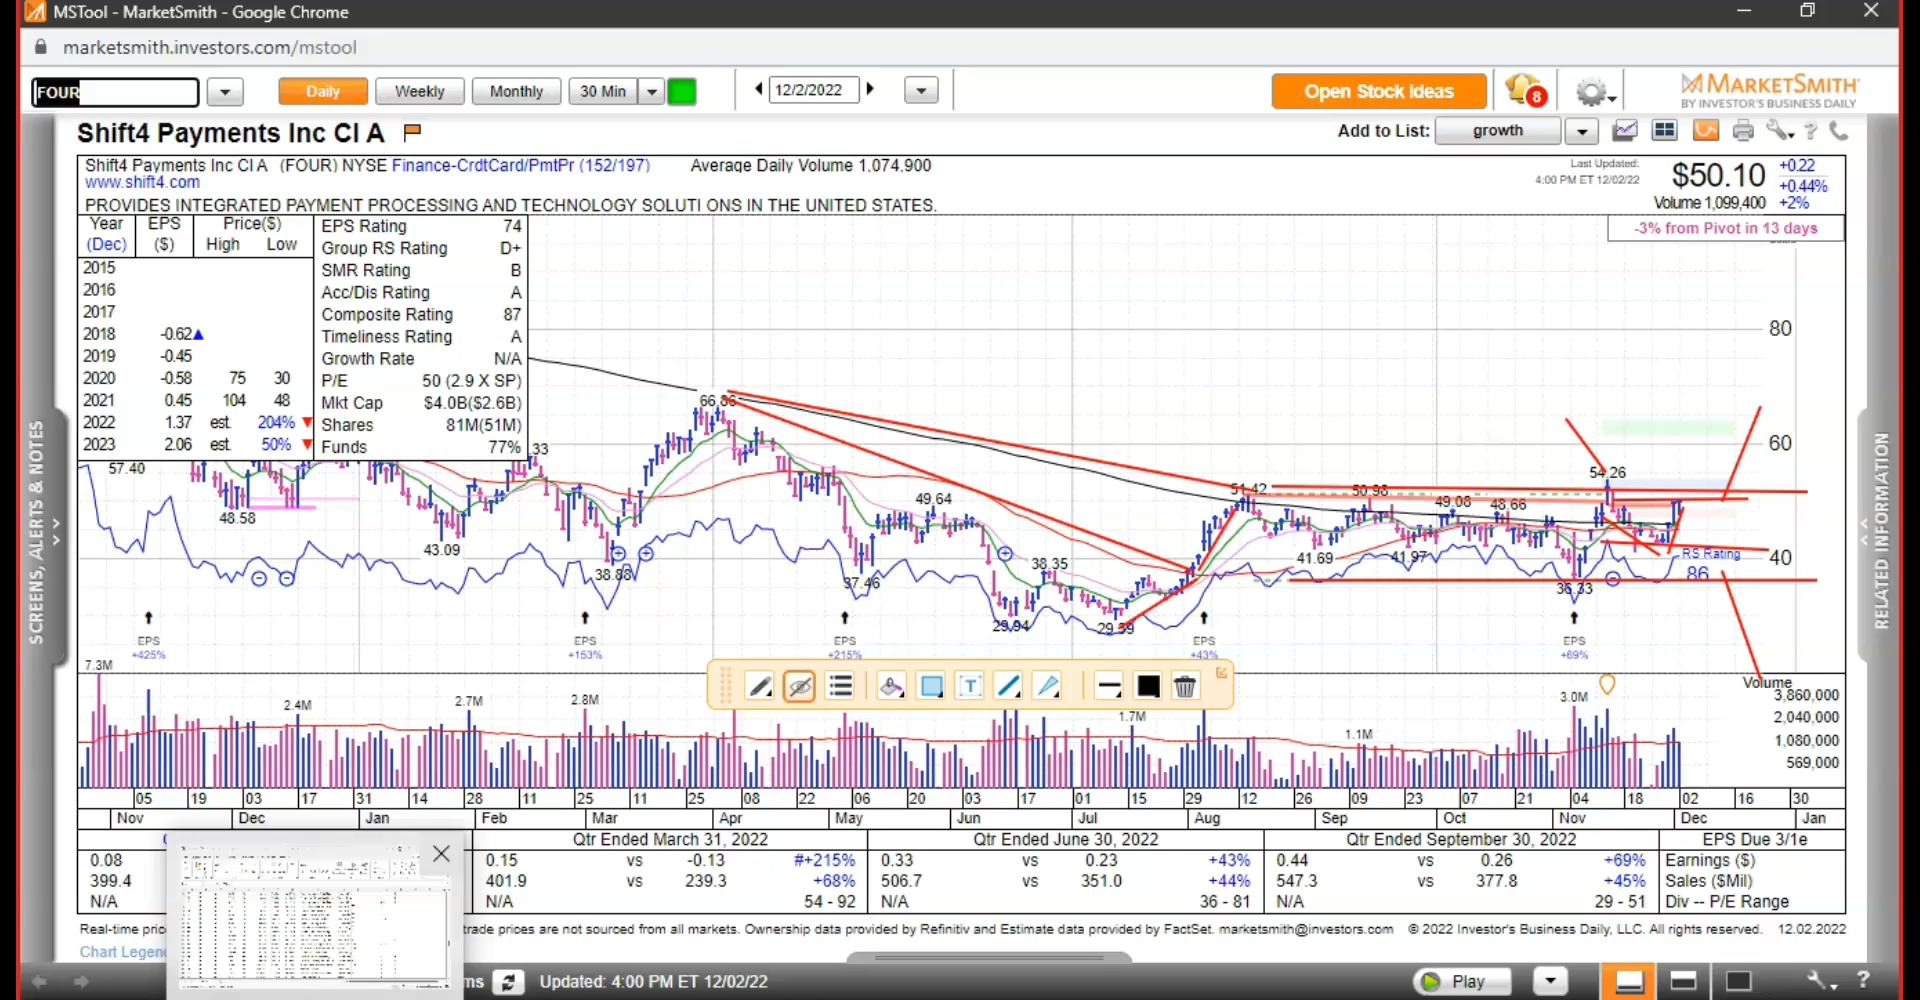 MSTool - MarketSmith - Google Chrome
marketsmith.investors.com/mstool
FOUR Daily Weekly Monthly 30 Min 12/2/2022 Open Stock Ideas 8 MARKETSMITH
BY INVESTOR'S BUSINESS DAILY
Shift4 Payments Inc Cl A Add to List: growth ?
Shift4 Payments Inc Cl A (FOUR) NYSE Finance-CrdtCard/PmtPr (152/197) Average Daily Volume 1,074,900
www.shift4.com
PROVIDES INTEGRATED PAYMENT PROCESSING AND TECHNOLOGY SOLUTI ONS IN THE UNITED STATES.
Last Updated:
4:00 PM ET 12/02/22
$50.10 +0.22
+0.44%
Volume 1,099,400 +2%
-3% from Pivot in 13 days
Year EPS Price($)
(Dec) ($) High Low
2015
2016
2017
2018 -0.62
2019 -0.45
2020 -0.58 75 30
2021 0.45 104 48
2022 1.37 est. 204%
2023 2.06 est. 50%
EPS Rating 74
Group RS Rating D+
SMR Rating B
Acc/Dis Rating A
Composite Rating 87
Timeliness Rating A
Growth Rate N/A
P/E 50 (2.9 X SP)
Mkt Cap $4.0B($2.6B)
Shares 81M(51M)
Funds 77%
80
60
40
57.40
48.58
43.09
.33
38.88
66.86
37.46
49.64
29.94
38.35
29.39
51.42
41.69
50.98
41.97
49.08
48.66
36.33
54.26
RS Rating
86
EPS
+425%
EPS
+153%
EPS
+215%
EPS
+43%
EPS
+69%
T
7.3M
2.4M
2.7M
2.8M
1.7M
1.1M
3.0M
Volume
3,860,000
2,040,000
1,080,000
569,000
05 19 03 17 31 14 28 11 25 11 25 08 22 06 20 03 17 01 15 29 12 26 09 23 07 21 04 18 02 16 30
Nov Dec Jan Feb Mar Apr May Jun Jul Aug Sep Oct Nov Dec Jan
Qtr Ended March 31, 2022 Qtr Ended June 30, 2022 Qtr Ended September 30, 2022 EPS Due 3/1e
0.08 0.15 vs -0.13 #+215% 0.33 vs 0.23 +43% 0.44 vs 0.26 +69% Earnings ($)
399.4 401.9 vs 239.3 +68% 506.7 vs 351.0 +44% 547.3 vs 377.8 +45% Sales ($Mil)
N/A N/A 54 - 92 N/A 36 - 81 N/A 29 - 51 Div -- P/E Range
Real-time pric trade prices are not sourced from all markets. Ownership data provided by Refinitiv and Estimate data provided by FactSet. marketsmith@investors.com © 2022 Investor's Business Daily, LLC. All rights reserved. 12.02.2022
Chart Legen
ms Updated: 4:00 PM ET 12/02/22 Play ?
SCREENS, ALERTS & NOTES
RELATED INFORMATION